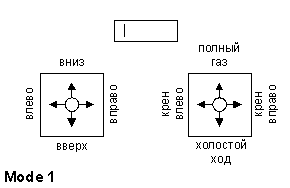 вниз
полный
газ
влево
вправо
крен
влево
крен
вправо
вверх
холостой
ход
Mode 1